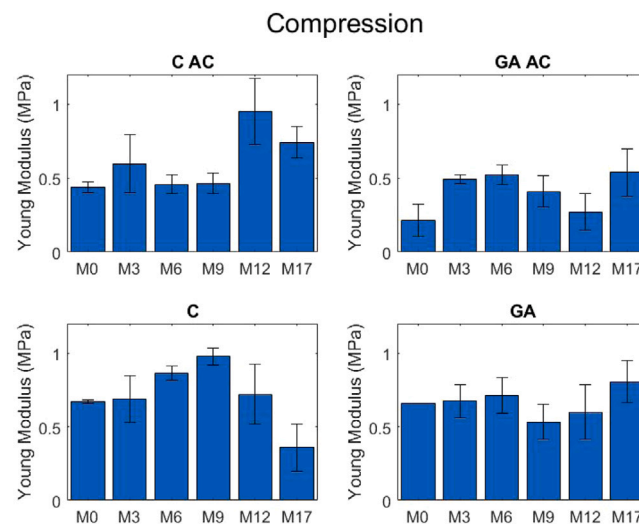 Compression
C AC
Young Modulus (MPa)
1
0.5
0
M0 M3 M6 M9 M12 M17
GA AC
Young Modulus (MPa)
1
0.5
0
M0 M3 M6 M9 M12 M17
C
Young Modulus (MPa)
1
0.5
0
M0 M3 M6 M9 M12 M17
GA
Young Modulus (MPa)
1
0.5
0
M0 M3 M6 M9 M12 M17